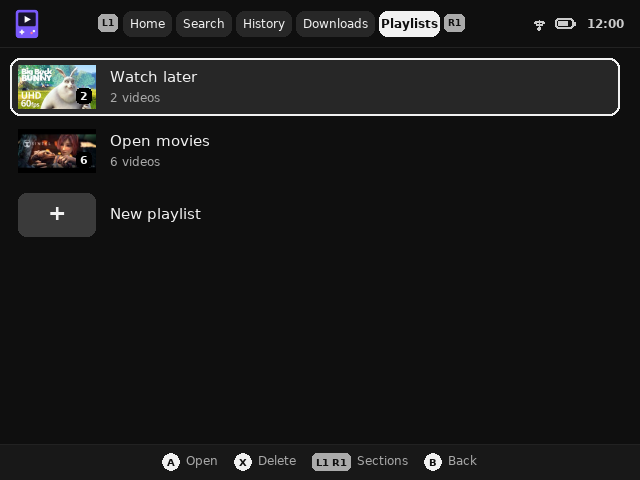 L1 Home Search History Downloads Playlists R1 12:00
Big Buck
BUNNY
UHD
60fps
2
Watch later
2 videos
6
Open movies
6 videos
+ New playlist
A Open X Delete L1 R1 Sections B Back